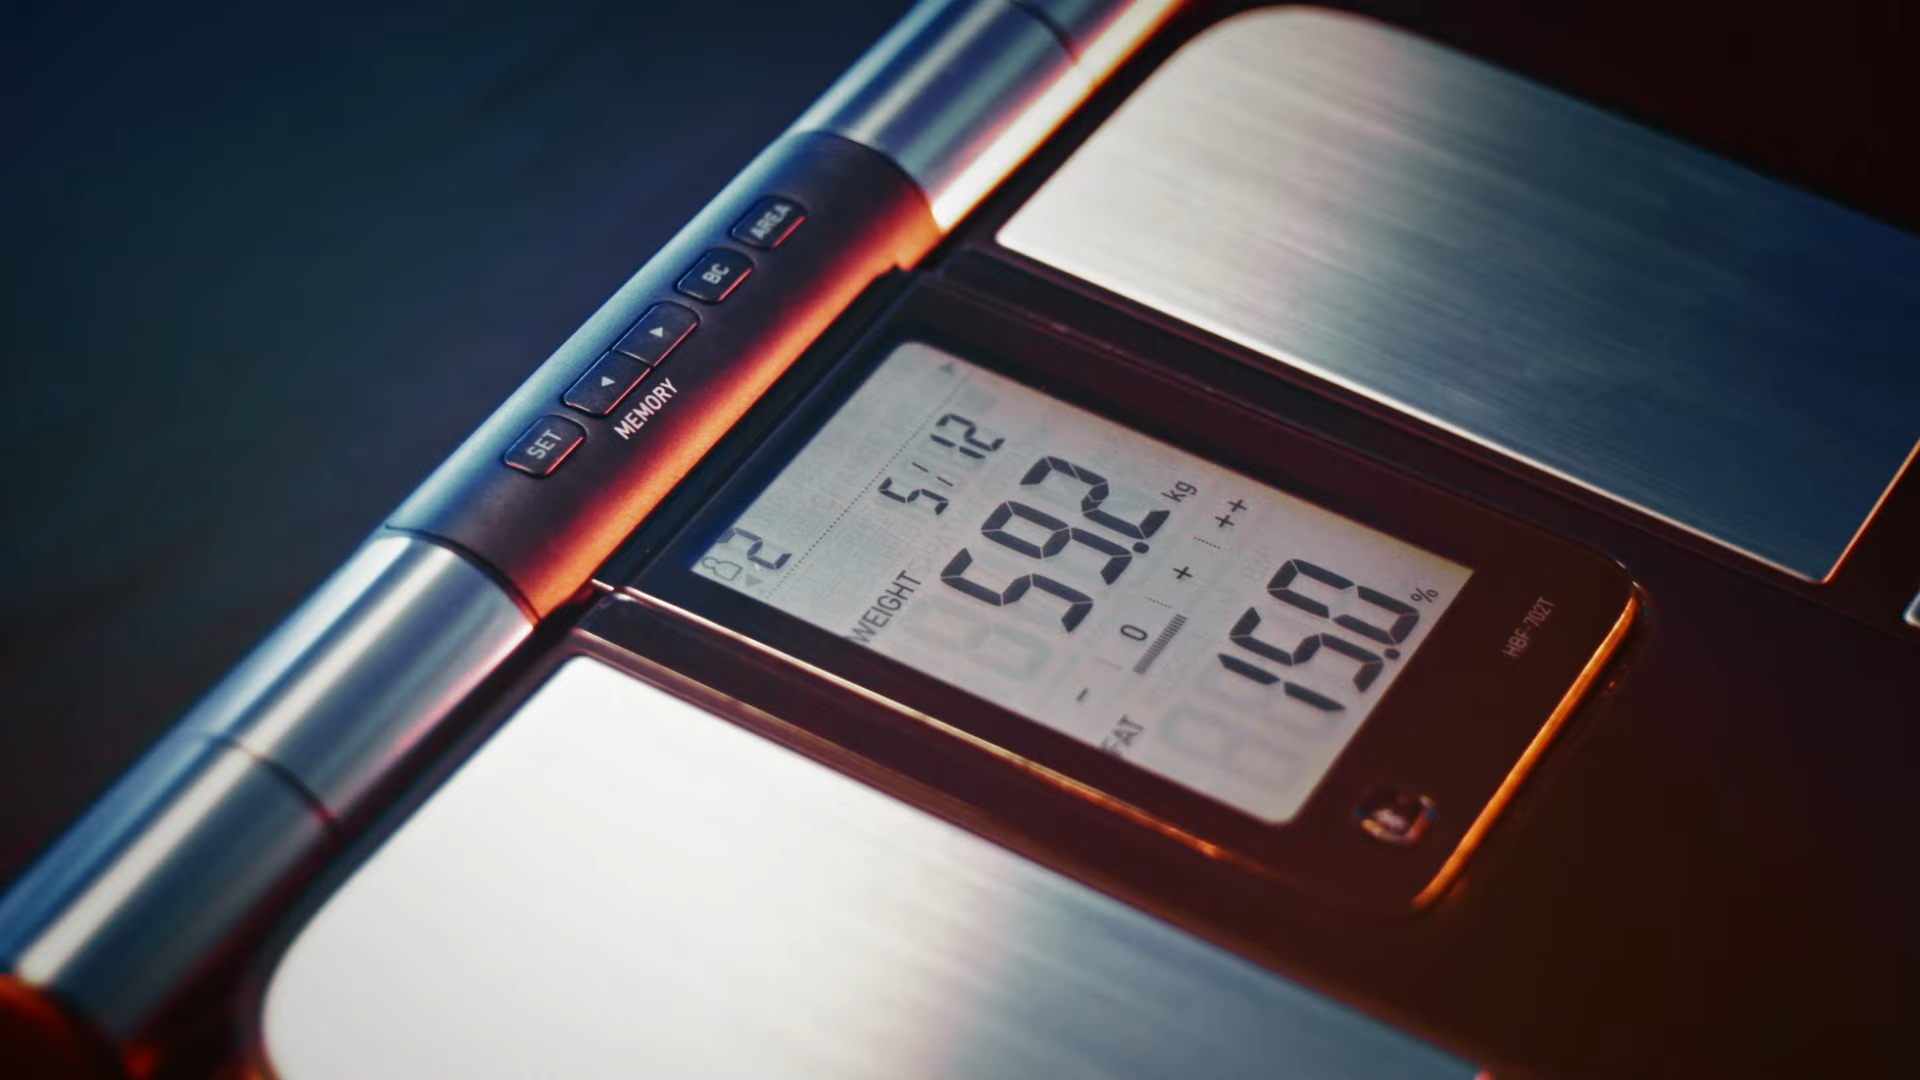 AREA
BC
MEMORY
SET
2
5/12
WEIGHT
59.2 kg
- 0 + ++
FAT
15.0 %
HBF-702T